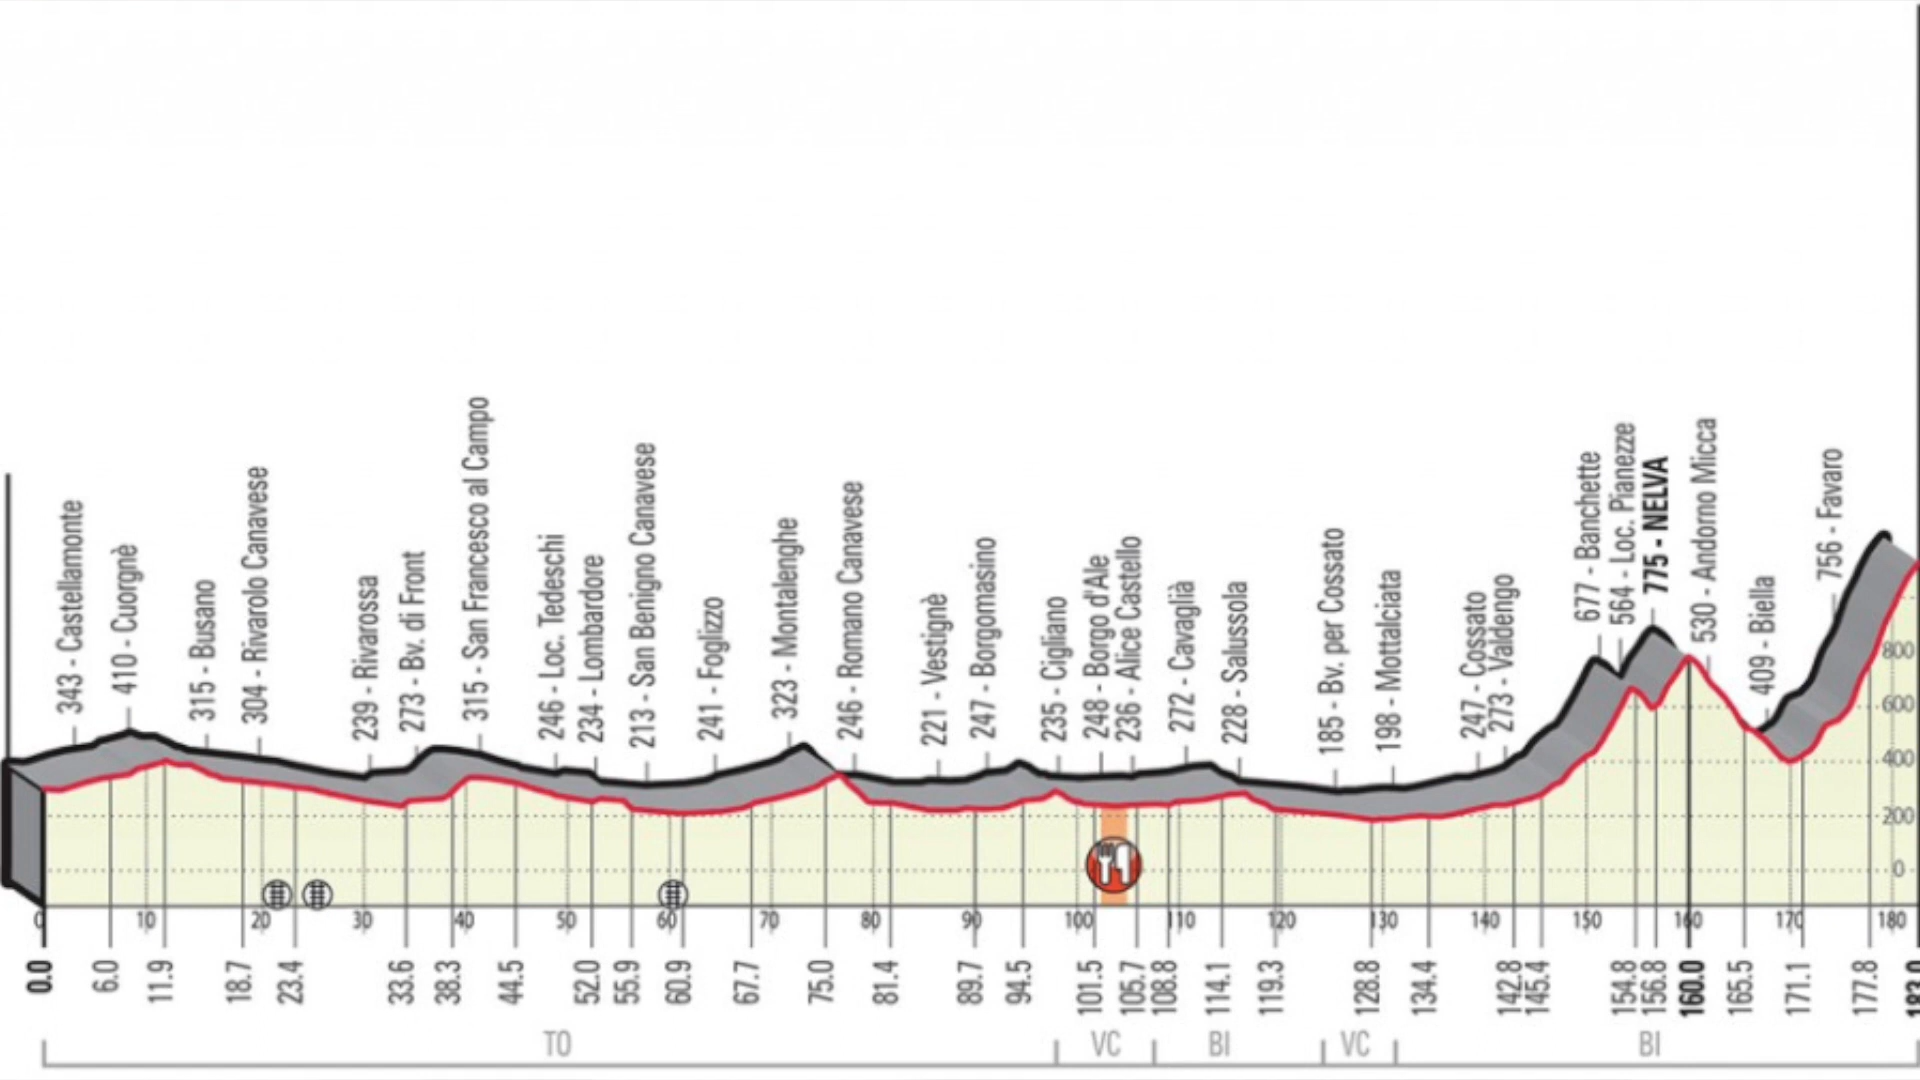 343 - Castellamonte
410 - Cuorgnè
315 - Busano
304 - Rivarolo Canavese
239 - Rivarossa
273 - Bv. di Front
315 - San Francesco al Campo
246 - Loc. Tedeschi
234 - Lombardore
213 - San Benigno Canavese
241 - Foglizzo
323 - Montalenghe
246 - Romano Canavese
221 - Vestignè
247 - Borgomasino
235 - Cigliano
248 - Borgo d'Ale
236 - Alice Castello
272 - Cavaglià
228 - Salussola
185 - Bv. per Cossato
198 - Mottalciata
247 - Cossato
273 - Valdengo
677 - Banchette
564 - Loc. Pianezze
775 - NELVA
530 - Andorno Micca
409 - Biella
756 - Favaro
800
600
400
200
0
0 10 20 30 40 50 60 70 80 90 100 110 120 130 140 150 160 170 180
0.0 6.0 11.9 18.7 23.4 33.6 38.3 44.5 52.0 55.9 60.9 67.7 75.0 81.4 89.7 94.5 101.5 105.7 108.8 114.1 119.3 128.8 134.4 142.8 145.4 154.8 156.8 160.0 165.5 171.1 177.8 183.0
TO VC BI VC BI